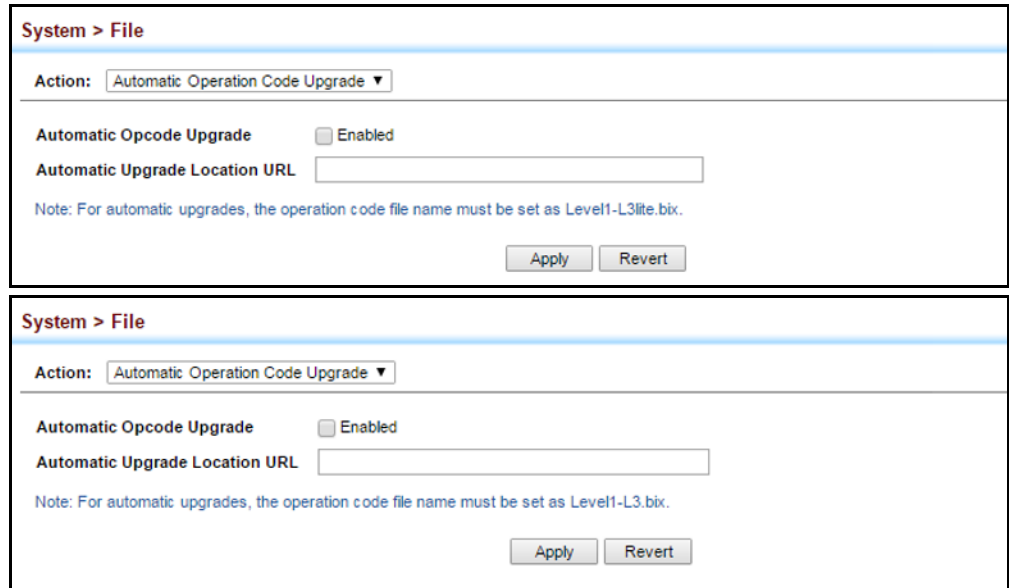 System > File
Action: Automatic Operation Code Upgrade ▼
Automatic Opcode Upgrade Enabled
Automatic Upgrade Location URL
Note: For automatic upgrades, the operation code file name must be set as Level1-L3lite.bix.
Apply Revert
System > File
Action: Automatic Operation Code Upgrade ▼
Automatic Opcode Upgrade Enabled
Automatic Upgrade Location URL
Note: For automatic upgrades, the operation code file name must be set as Level1-L3.bix.
Apply Revert